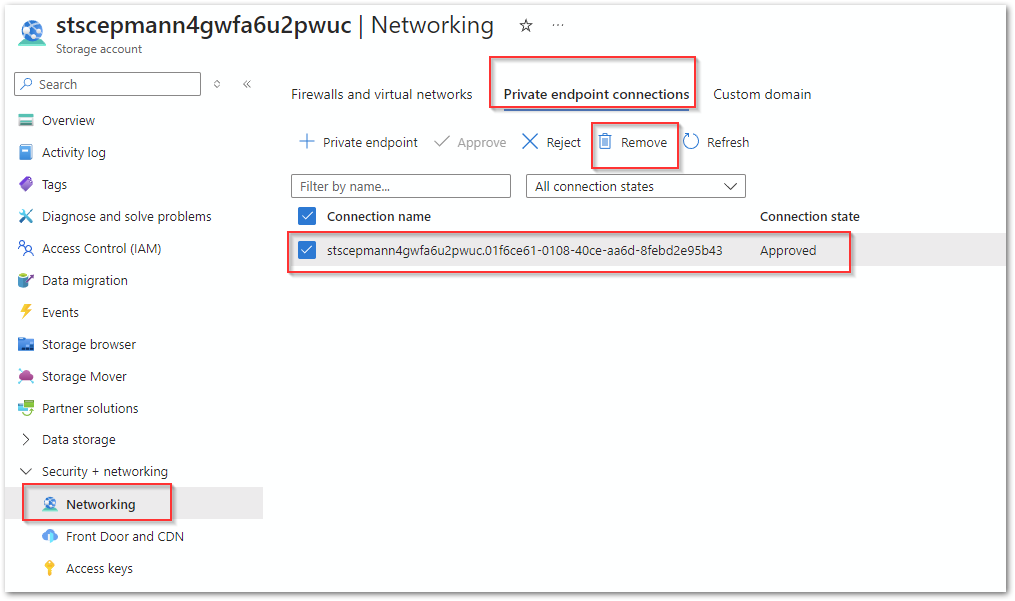 stscepmann4gwfa6u2pwuc | Networking
Storage account
Search
Overview
Activity log
Tags
Diagnose and solve problems
Access Control (IAM)
Data migration
Events
Storage browser
Storage Mover
Partner solutions
Data storage
Security + networking
Networking
Front Door and CDN
Access keys
Firewalls and virtual networks Private endpoint connections Custom domain
Private endpoint Approve Reject Remove Refresh
Filter by name... All connection states
Connection name Connection state
stscepmann4gwfa6u2pwuc.01f6ce61-0108-40ce-aa6d-8febd2e95b43 Approved